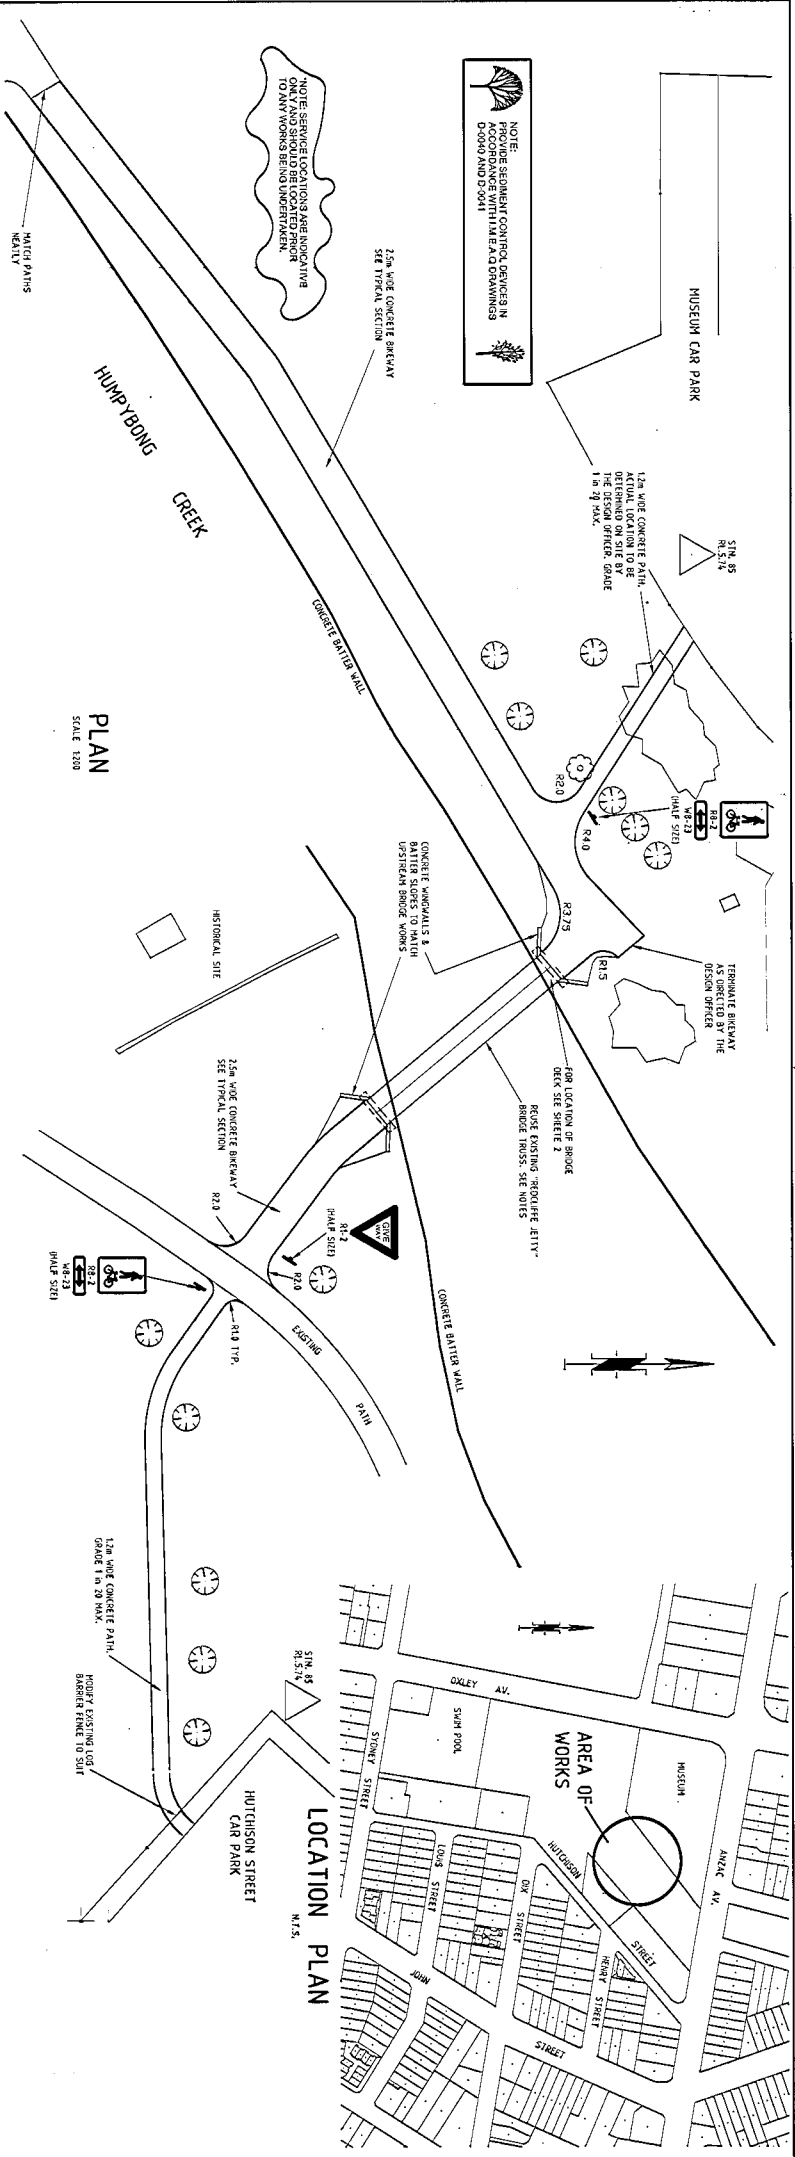 MUSEUM CAR PARK
NOTE:
PROVIDE SEDIMENT CONTROL DEVICES IN
ACCORDANCE WITH I.M.E.A.Q DRAWINGS
D-0040 AND D-0041
*NOTE: SERVICE LOCATIONS ARE INDICATIVE
ONLY AND SHOULD BE LOCATED PRIOR
TO ANY WORKS BEING UNDERTAKEN.
MATCH PATHS
NEATLY
2.5m WIDE CONCRETE BIKEWAY
SEE TYPICAL SECTION
HUMPYBONG
CREEK
STN. 85
RL.5.74
1.2m WIDE CONCRETE PATH.
ACTUAL LOCATION TO BE
DETERMINED ON SITE BY
THE DESIGN OFFICER. GRADE
1 in 20 MAX.
CONCRETE BATTER WALL
PLAN
SCALE 1:200
R2.0
R8-2
W8-23
(HALF SIZE)
R4.0
R3.75
R1.5
TERMINATE BIKEWAY
AS DIRECTED BY THE
DESIGN OFFICER
CONCRETE WINGWALLS &
BATTER SLOPES TO MATCH
UPSTREAM BRIDGE WORKS
FOR LOCATION OF BRIDGE
DECK SEE SHEETE 2
REUSE EXISTING "REDCLIFFE JETTY"
BRIDGE TRUSS. SEE NOTES
HISTORICAL SITE
2.5m WIDE CONCRETE BIKEWAY
SEE TYPICAL SECTION
R2.0
GIVE
WAY
R1-2
(HALF SIZE)
R2.0
R8-2
W8-23
(HALF SIZE)
R1.0 TYP.
EXISTING
PATH
CONCRETE BATTER WALL
1.2m WIDE CONCRETE PATH.
GRADE 1 in 20 MAX.
MODIFY EXISTING LOG
BARRIER FENCE TO SUIT
STN. 85
RL.5.74
HUTCHISON STREET
CAR PARK
LOCATION PLAN
N.T.S.
OXLEY AV.
SWIM POOL
SYDNEY STREET
AREA OF
WORKS
MUSEUM
ANZAC AV.
HUTCHISON
STREET
LOUIS STREET
DIX STREET
HENRY STREET
JOHN
STREET